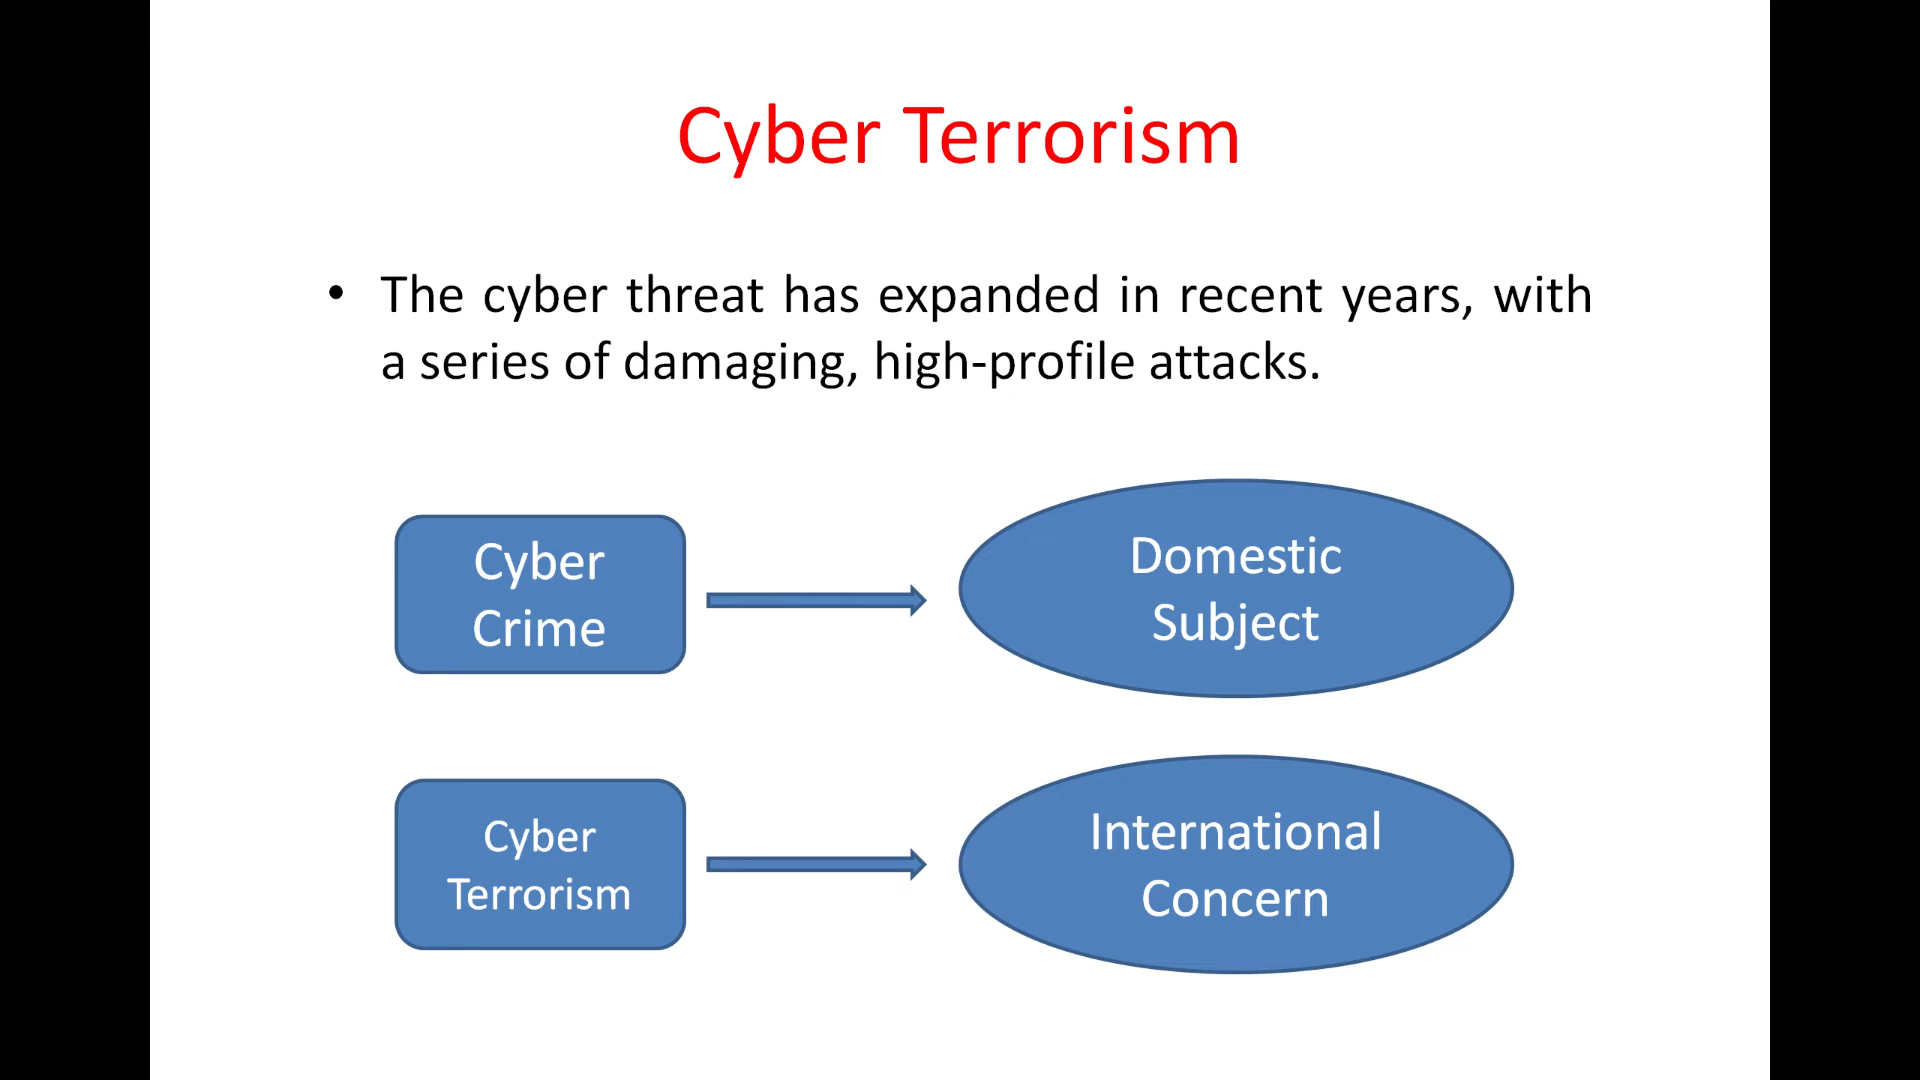 Cyber Terrorism
• The cyber threat has expanded in recent years, with
a series of damaging, high-profile attacks.
Cyber
Crime
Domestic
Subject
Cyber
Terrorism
International
Concern